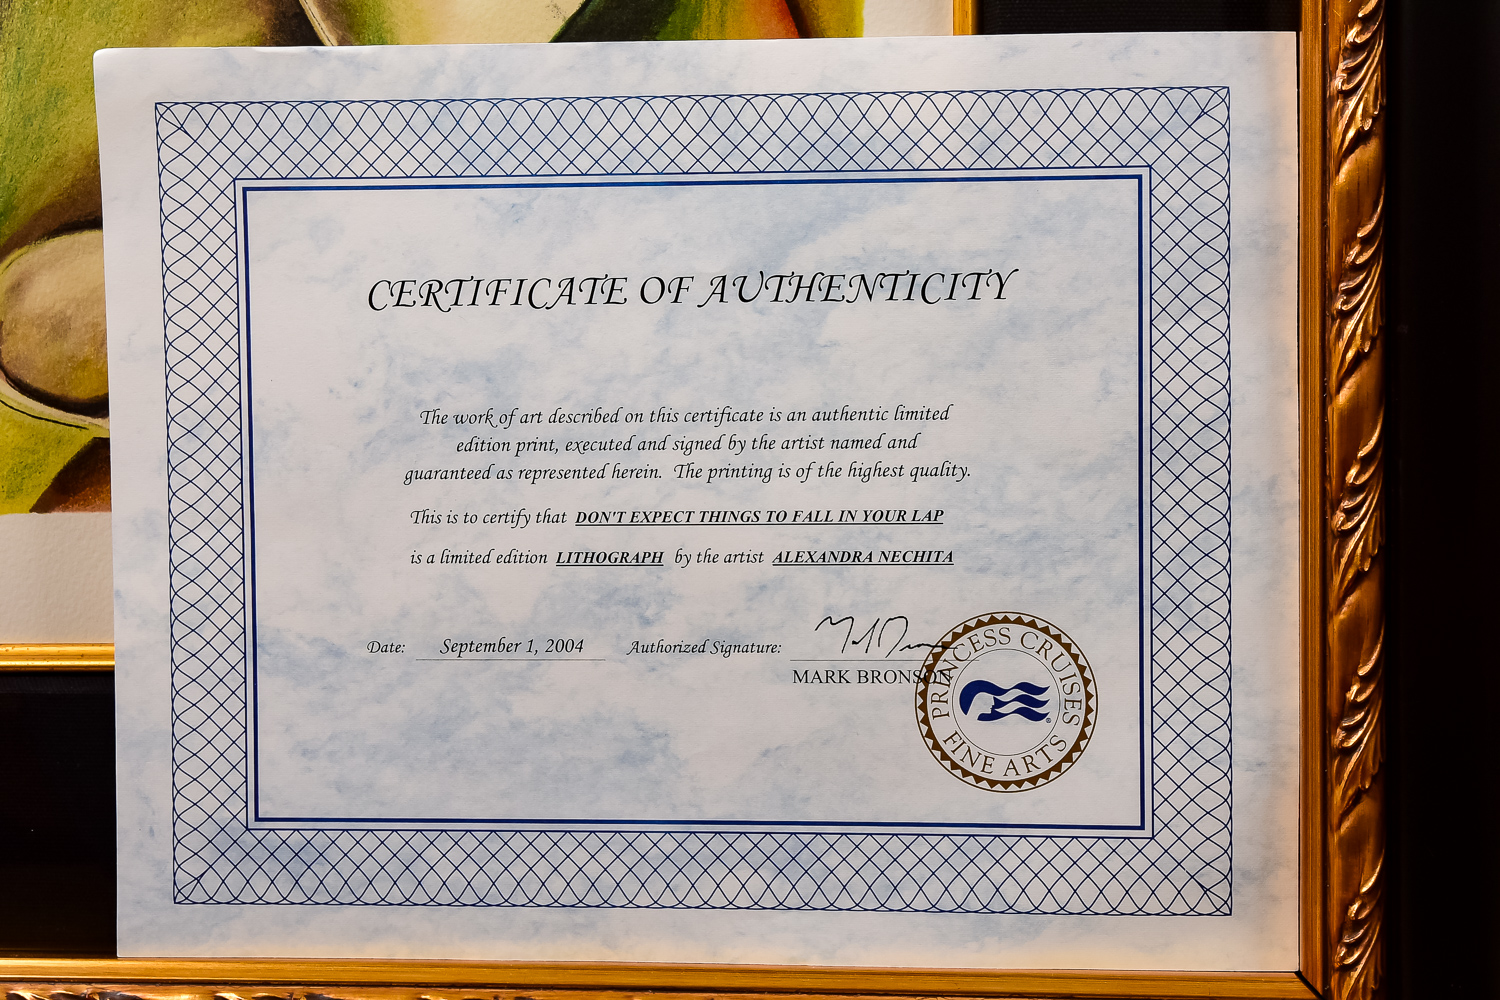 CERTIFICATE OF AUTHENTICITY
The work of art described on this certificate is an authentic limited
edition print, executed and signed by the artist named and
guaranteed as represented herein. The printing is of the highest quality.
This is to certify that DON'T EXPECT THINGS TO FALL IN YOUR LAP
is a limited edition LITHOGRAPH by the artist ALEXANDRA NECHITA
Date: September 1, 2004 Authorized Signature:
MARK BRONSON
PRINCESS CRUISES
FINE ARTS
®